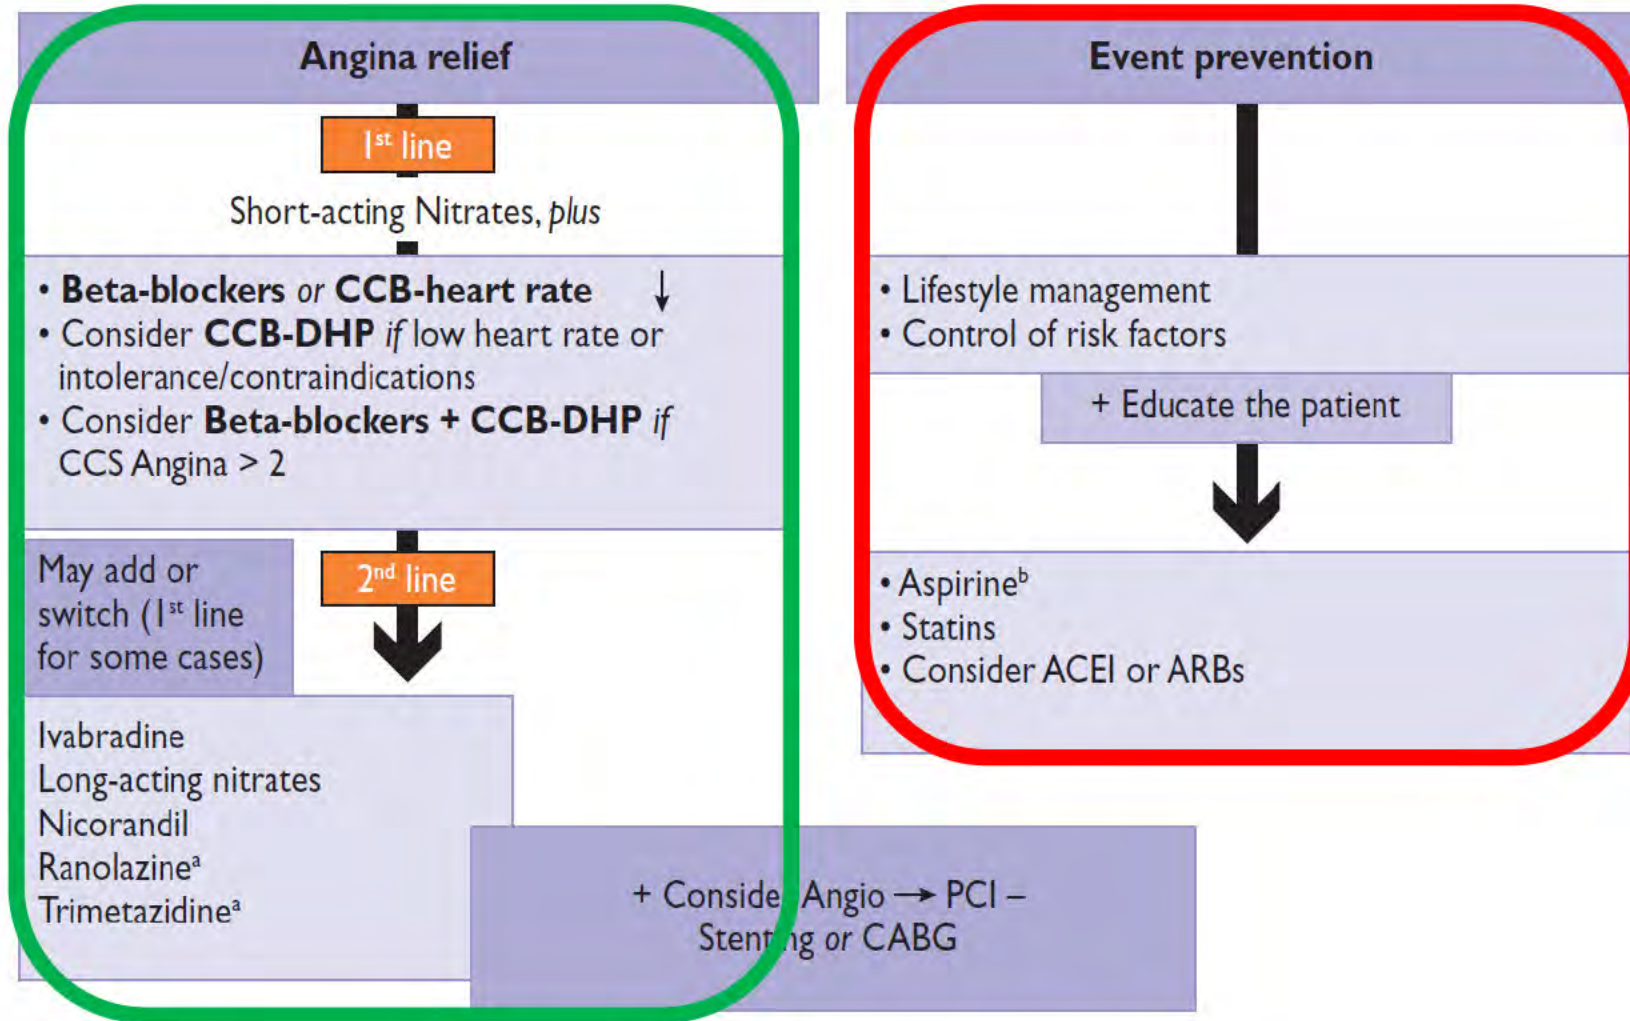 Angina relief
1st line
Short-acting Nitrates, plus
• Beta-blockers or CCB-heart rate ↓
• Consider CCB-DHP if low heart rate or
intolerance/contraindications
• Consider Beta-blockers + CCB-DHP if
CCS Angina > 2
May add or
switch (1st line
for some cases)
2nd line
Ivabradine
Long-acting nitrates
Nicorandil
Ranolazineᵃ
Trimetazidineᵃ
+ Consider Angio → PCI –
Stenting or CABG
Event prevention
• Lifestyle management
• Control of risk factors
+ Educate the patient
• Aspirineᵇ
• Statins
• Consider ACEI or ARBs